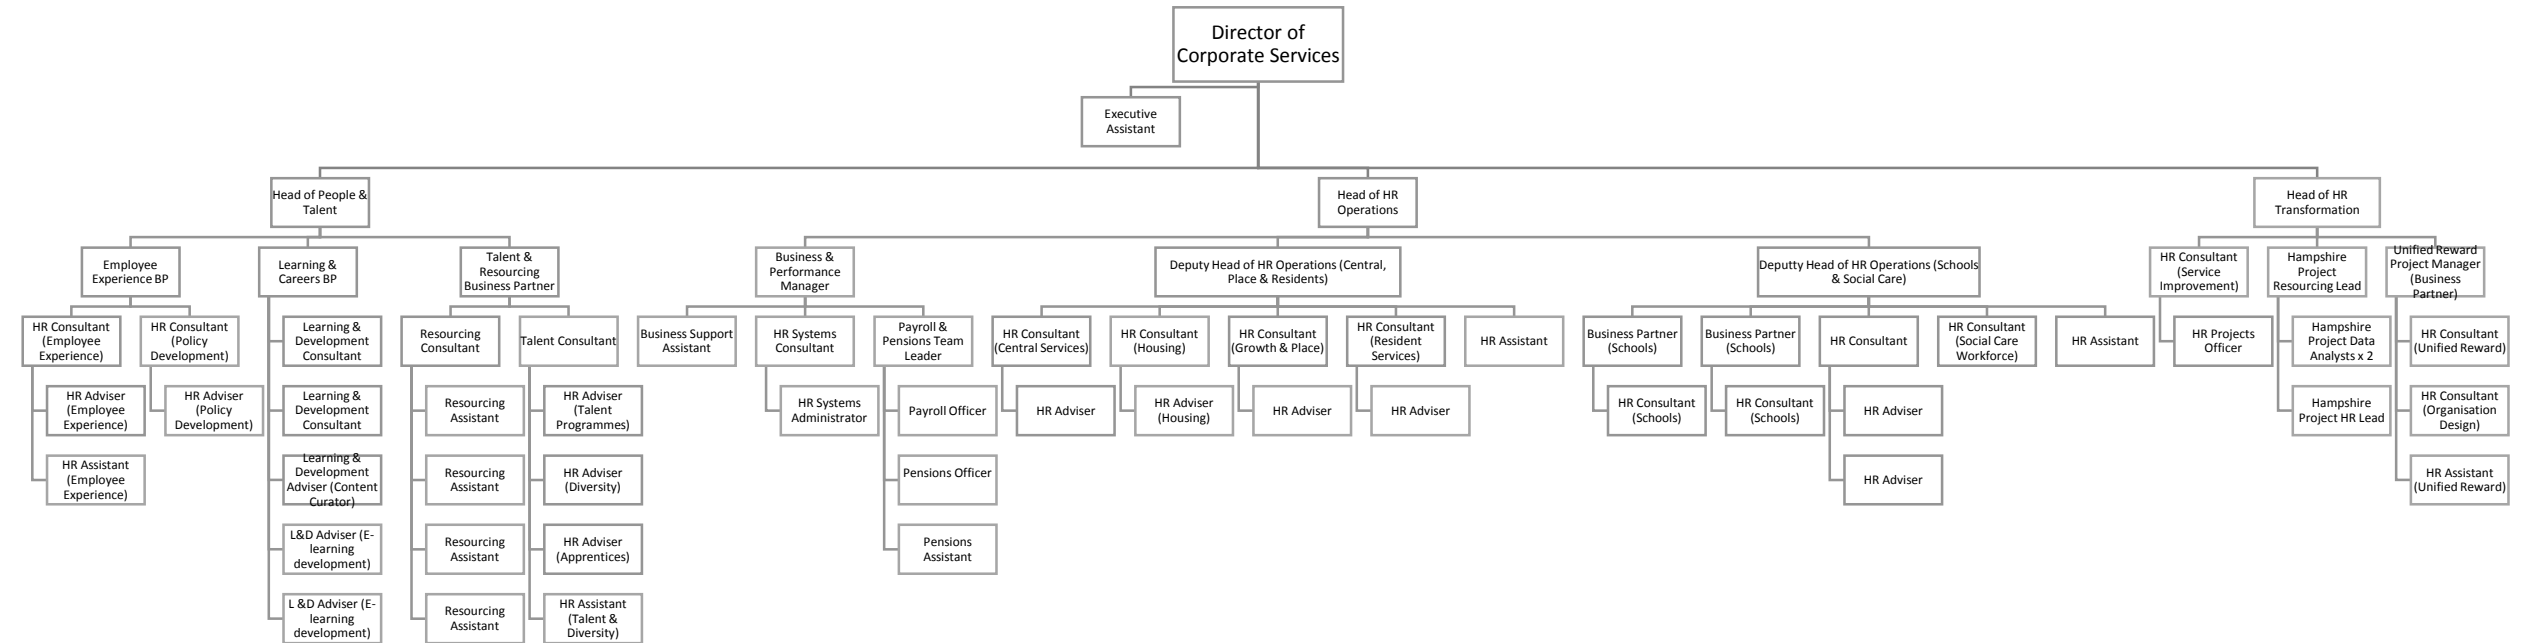 Director of
Corporate Services
Executive
Assistant
Head of People &
Talent
Head of HR
Operations
Head of HR
Transformation
Employee
Experience BP
Learning &
Careers BP
Talent &
Resourcing
Business Partner
Business &
Performance
Manager
Deputy Head of HR Operations (Central,
Place & Residents)
Deputty Head of HR Operations (Schools
& Social Care)
HR Consultant
(Service
Improvement)
Hampshire
Project
Resourcing Lead
Unified Reward
Project Manager
(Business
Partner)
HR Consultant
(Employee
Experience)
HR Consultant
(Policy
Development)
Learning &
Development
Consultant
Resourcing
Consultant
Talent Consultant
Business Support
Assistant
HR Systems
Consultant
Payroll &
Pensions Team
Leader
HR Consultant
(Central Services)
HR Consultant
(Housing)
HR Consultant
(Growth & Place)
HR Consultant
(Resident
Services)
HR Assistant
Business Partner
(Schools)
Business Partner
(Schools)
HR Consultant
HR Consultant
(Social Care
Workforce)
HR Assistant
HR Projects
Officer
Hampshire
Project Data
Analysts x 2
HR Consultant
(Unified Reward)
HR Adviser
(Employee
Experience)
HR Adviser
(Policy
Development)
Learning &
Development
Consultant
Resourcing
Assistant
HR Adviser
(Talent
Programmes)
HR Systems
Administrator
Payroll Officer
HR Adviser
HR Adviser
(Housing)
HR Adviser
HR Adviser
HR Consultant
(Schools)
HR Consultant
(Schools)
HR Adviser
Hampshire
Project HR Lead
HR Consultant
(Organisation
Design)
HR Assistant
(Employee
Experience)
Learning &
Development
Adviser (Content
Curator)
Resourcing
Assistant
HR Adviser
(Diversity)
Pensions Officer
HR Adviser
HR Assistant
(Unified Reward)
L&D Adviser (E-
learning
development)
Resourcing
Assistant
HR Adviser
(Apprentices)
Pensions
Assistant
L &D Adviser (E-
learning
development)
Resourcing
Assistant
HR Assistant
(Talent &
Diversity)